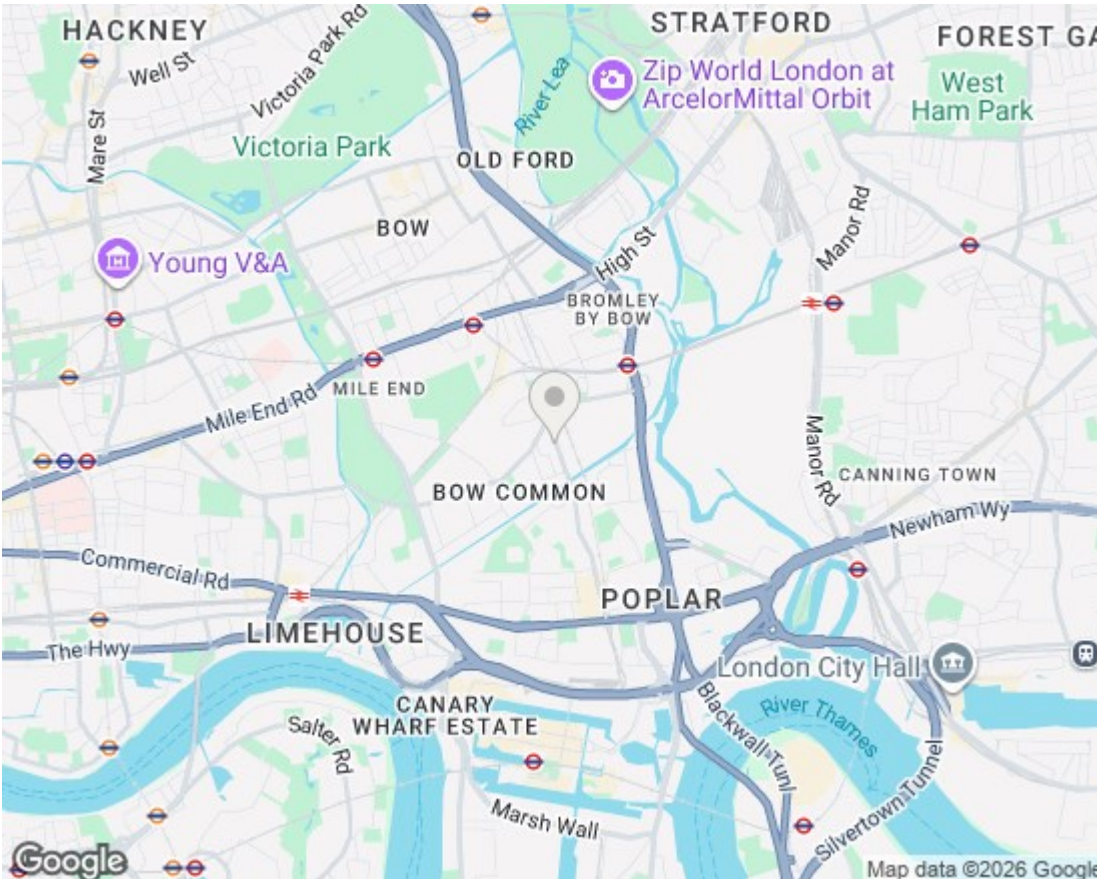 HACKNEY
STRATFORD
FOREST GA
Well St
Victoria Park Rd
Zip World London at
ArcelorMittal Orbit
West
Ham Park
River Lea
Mare St
Victoria Park
OLD FORD
BOW
Manor Rd
High St
Young V&A
BROMLEY
BY BOW
MILE END
Mile End Rd
Manor Rd
CANNING TOWN
BOW COMMON
Newham Wy
Commercial Rd
POPLAR
LIMEHOUSE
The Hwy
London City Hall
CANARY
WHARF ESTATE
River Thames
Blackwall Tunl
Salter Rd
Silvertown Tunnel
Marsh Wall
Google
Map data ©2026 Google